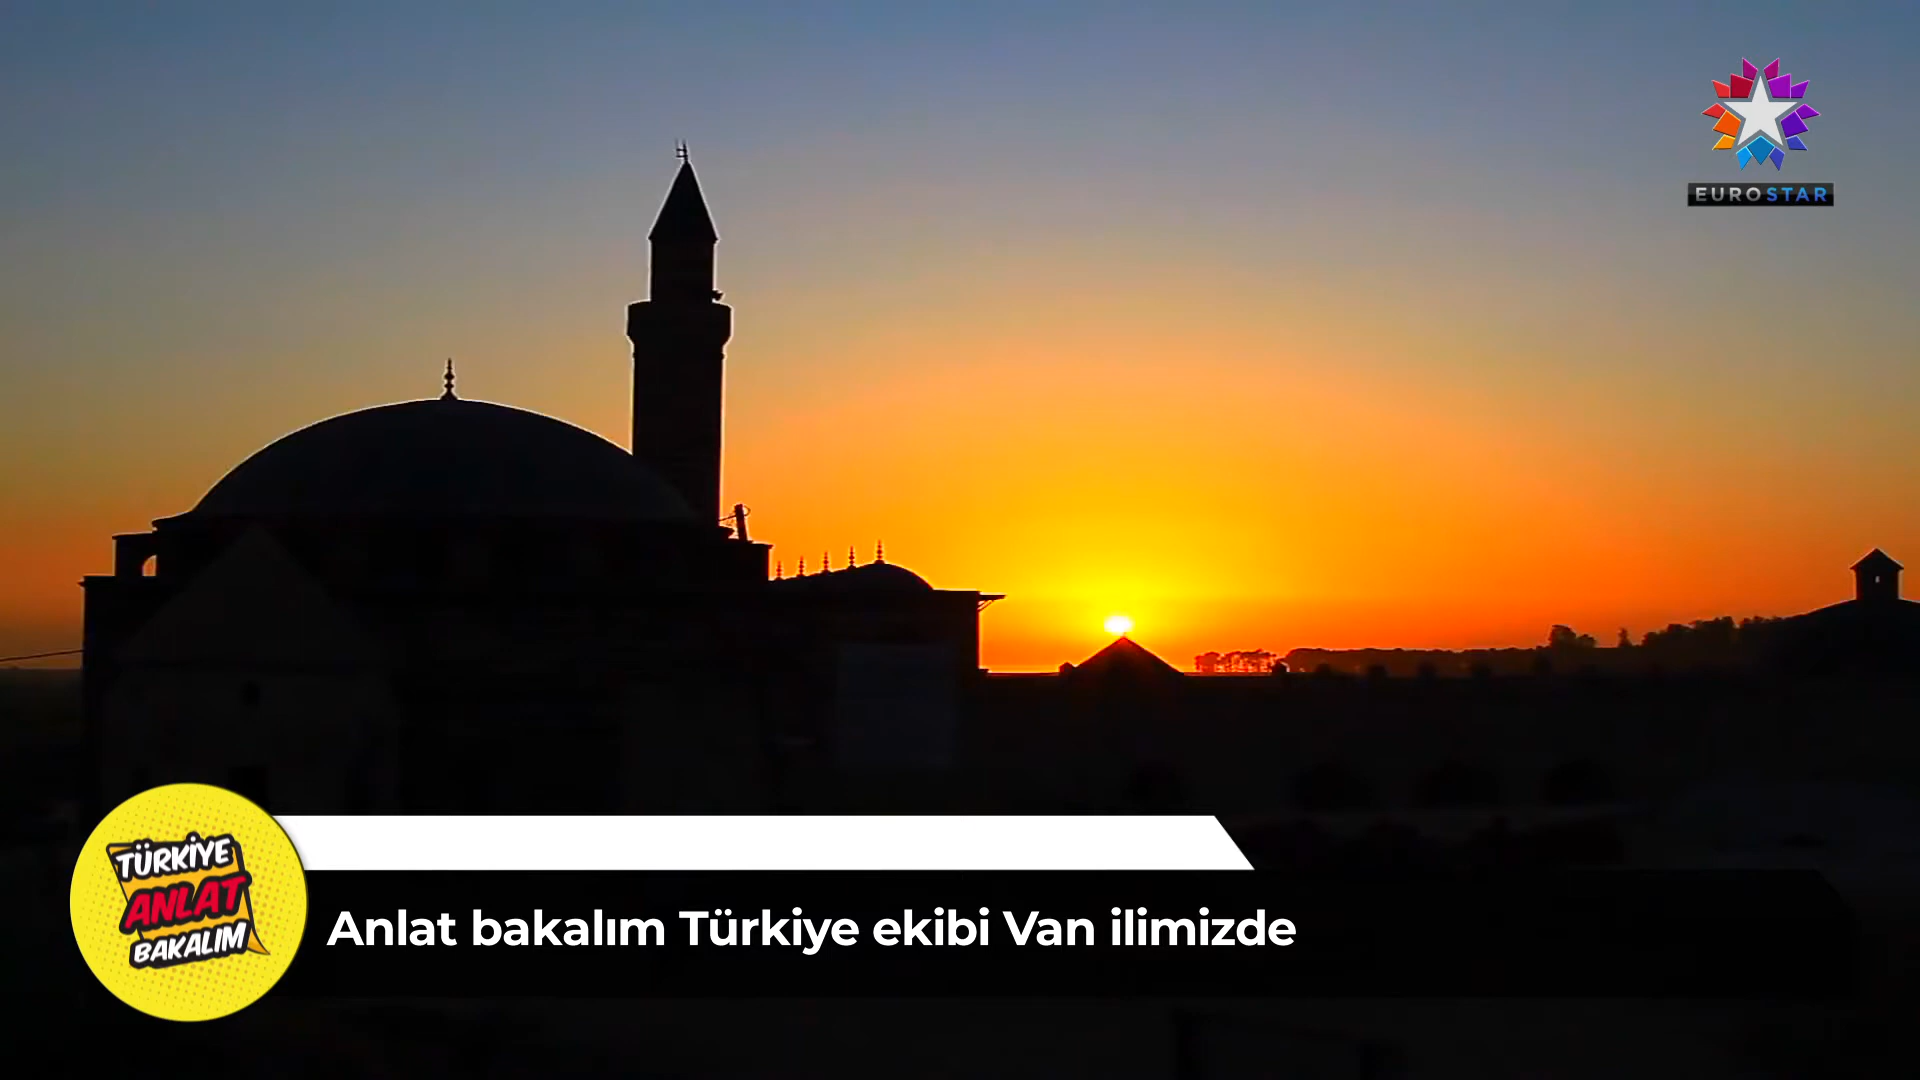 EUROSTAR
TÜRKİYE
ANLAT
BAKALIM
Anlat bakalım Türkiye ekibi Van ilimizde